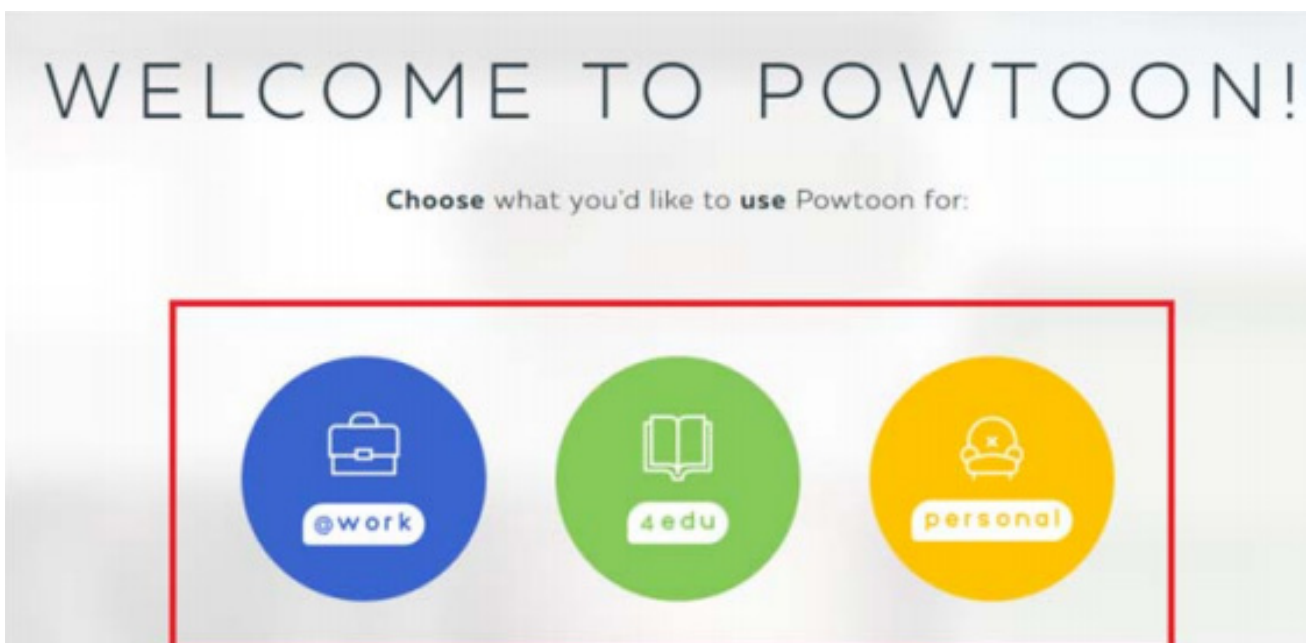 WELCOME TO POWTOON!
Choose what you'd like to use Powtoon for:
@work
4edu
personal